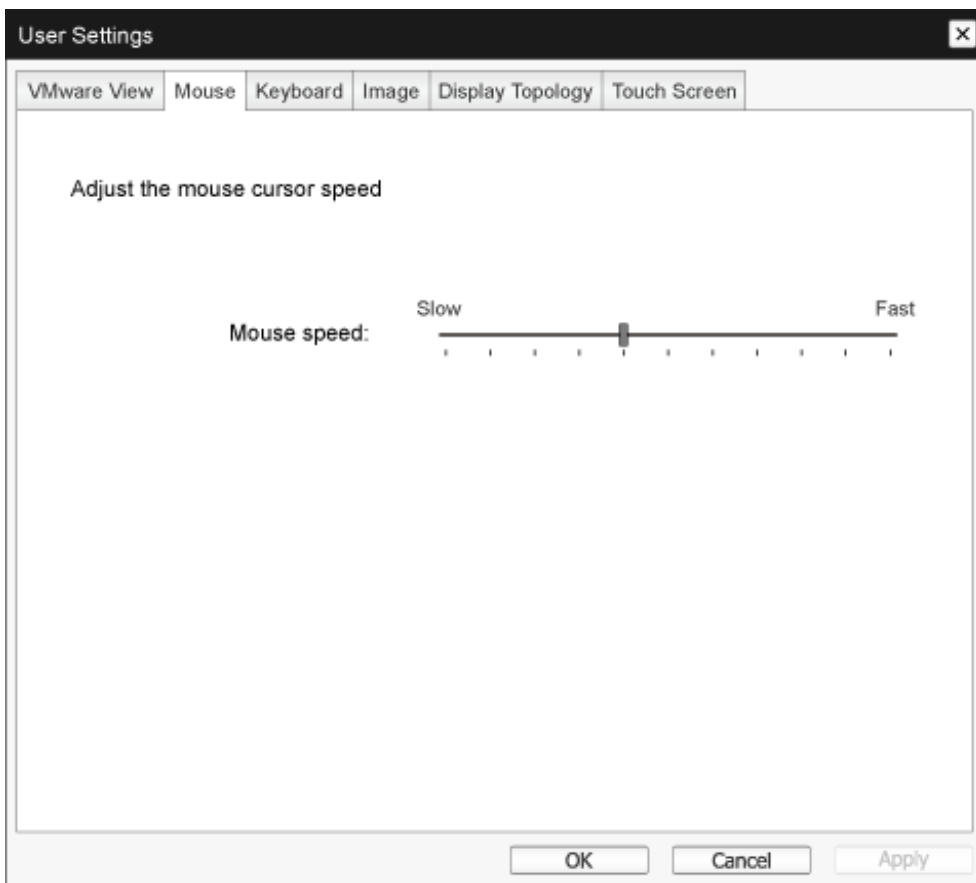 User Settings
VMware View Mouse Keyboard Image Display Topology Touch Screen
Adjust the mouse cursor speed
Slow Fast
Mouse speed:
OK Cancel Apply